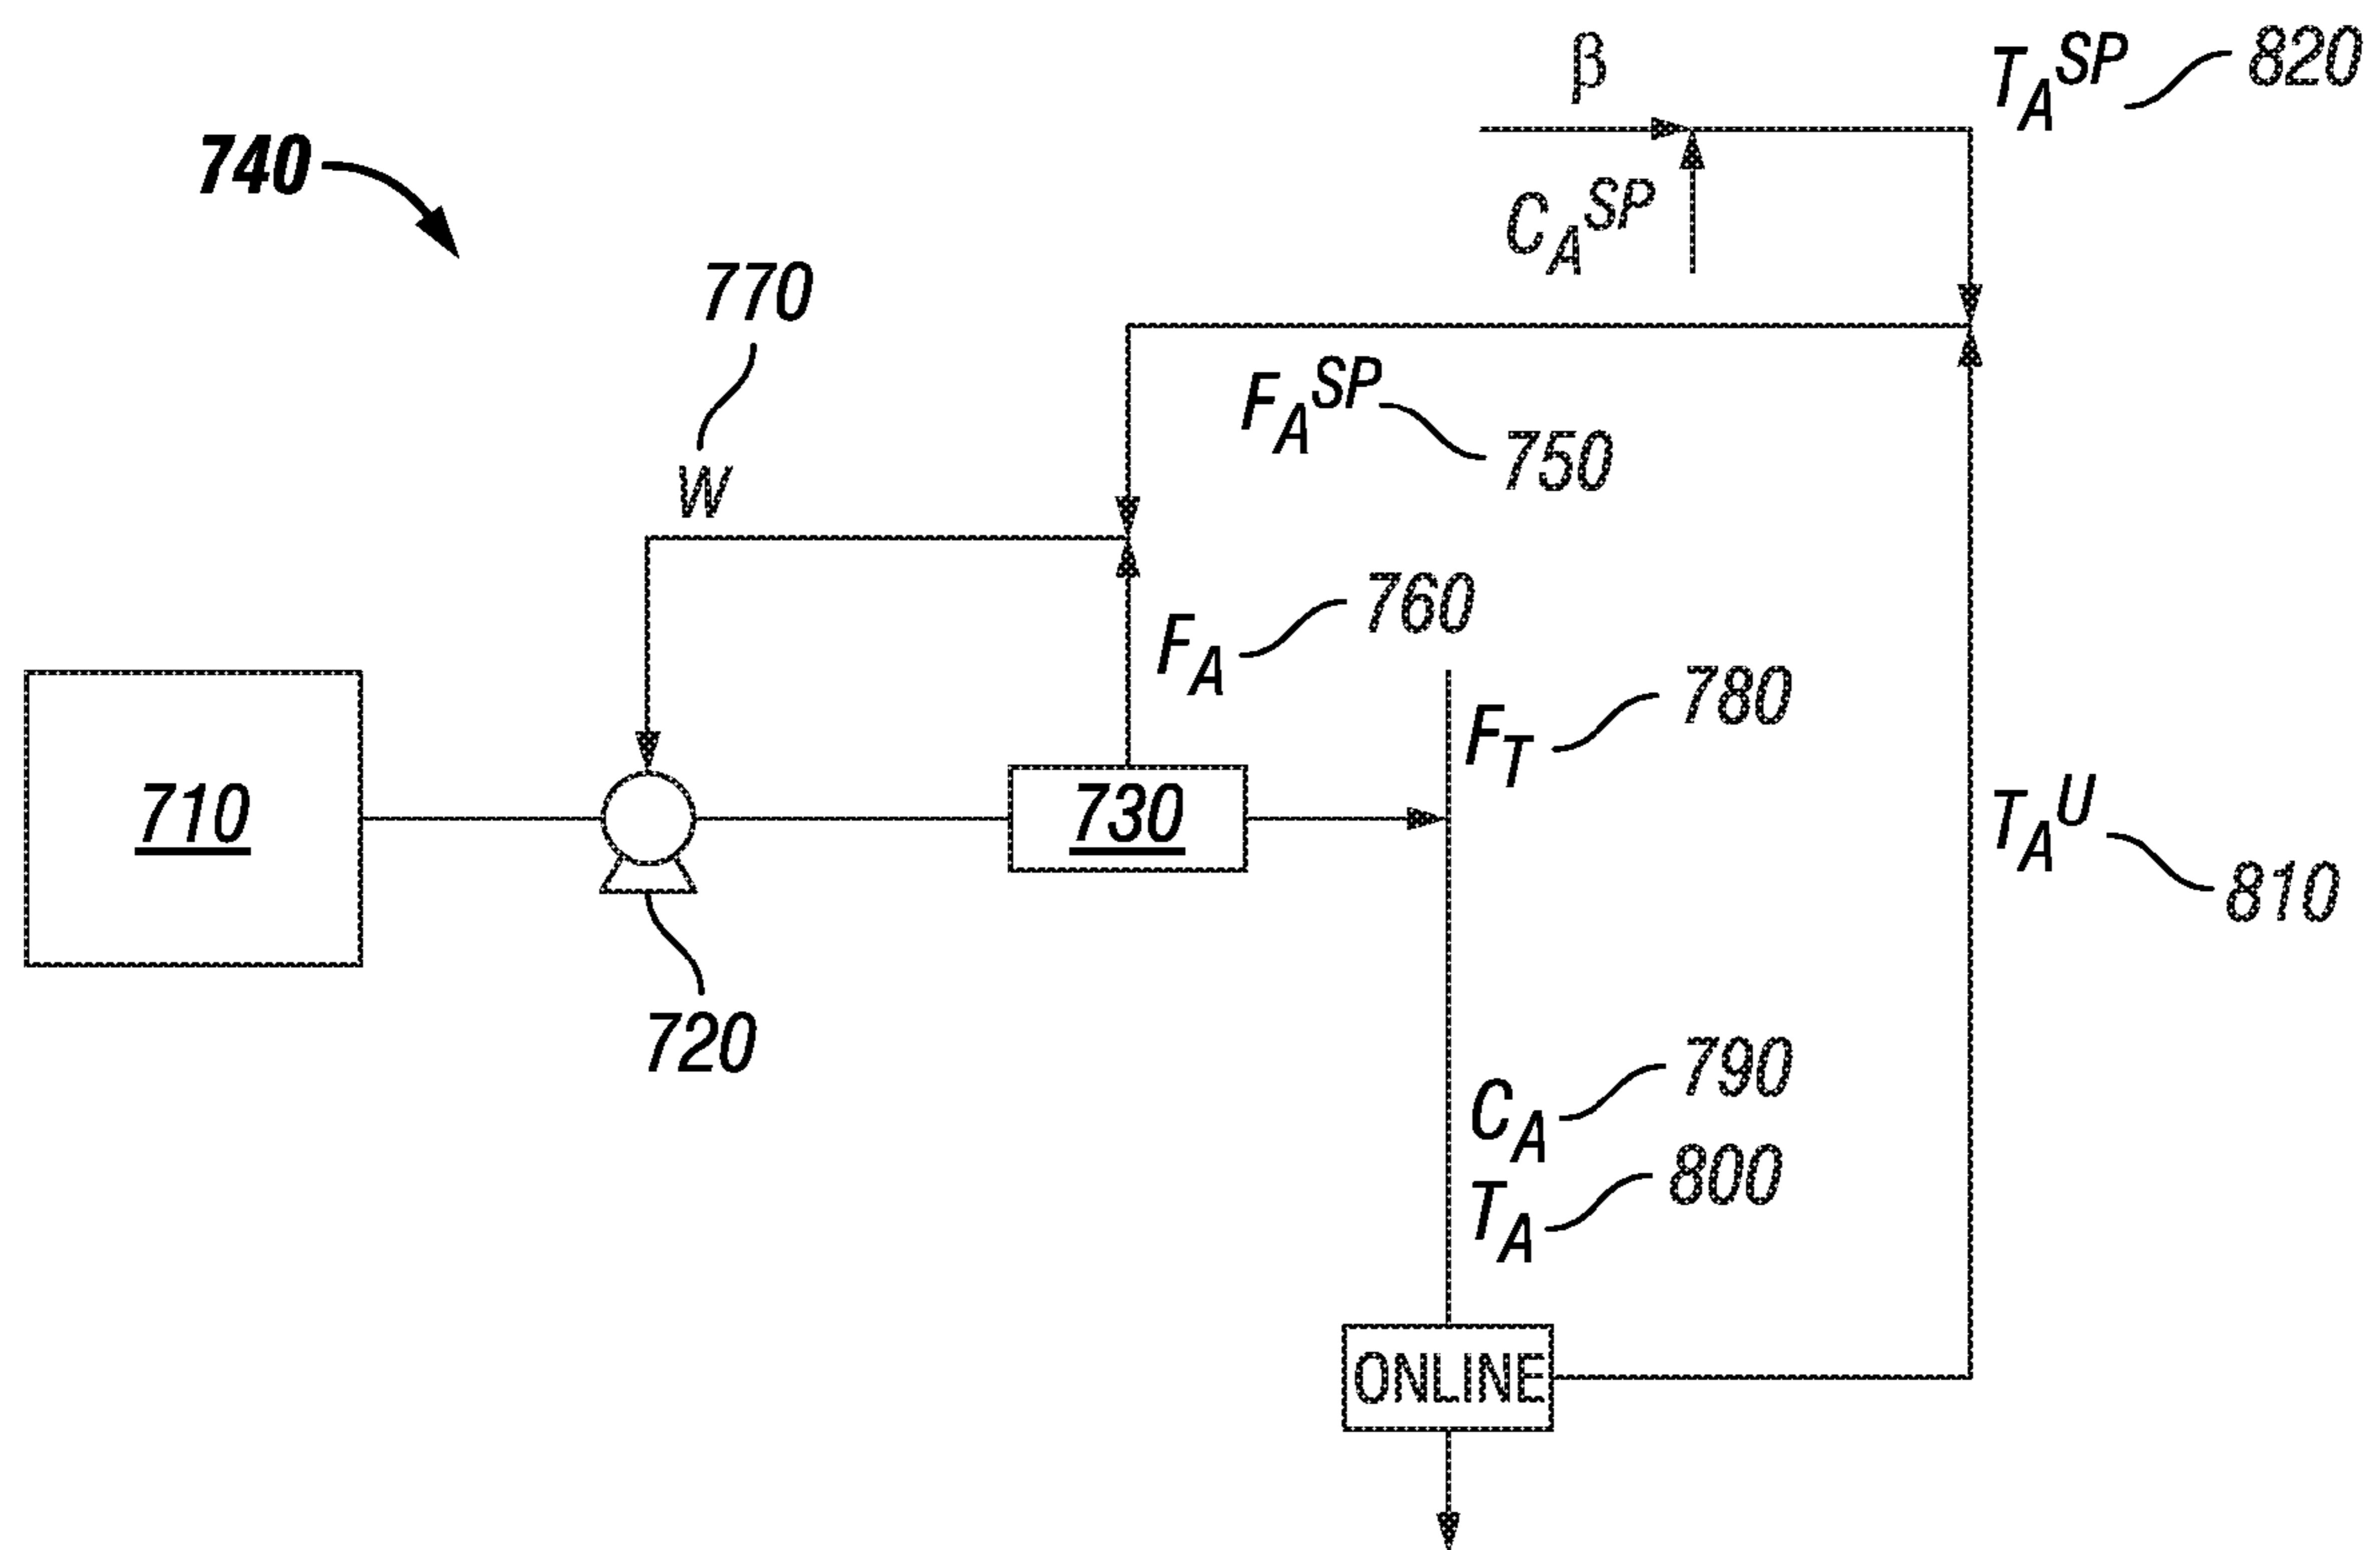 β
T_A^SP 820
740
C_A^SP
770
F_A^SP 750
W
F_A 760
F_T 780
710
730
T_A^U
810
720
C_A 790
T_A 800
ONLINE